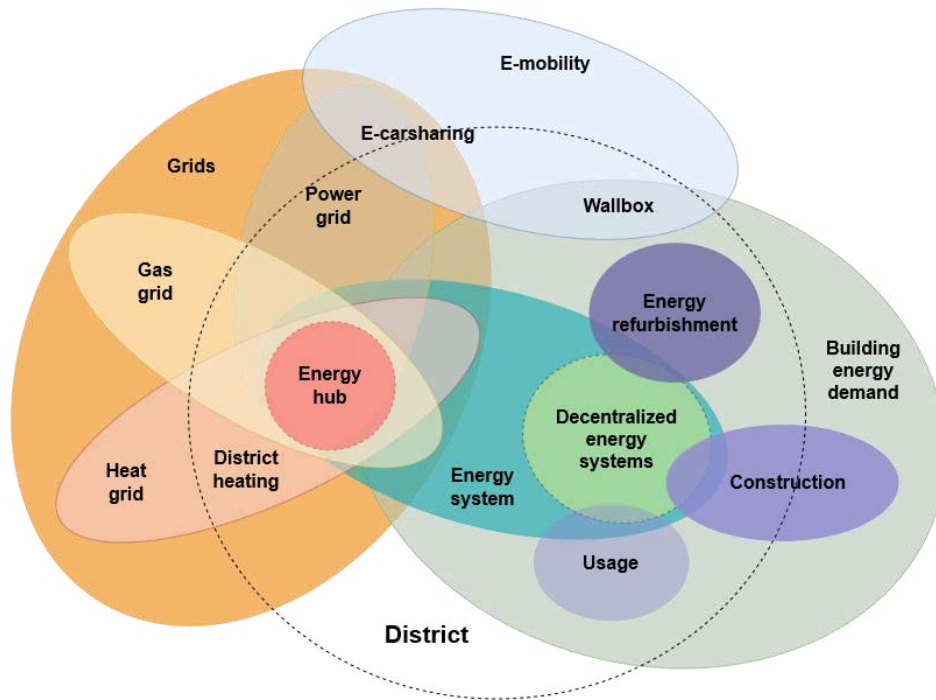 E-mobility
E-carsharing
Grids
Power
grid
Wallbox
Gas
grid
Energy
refurbishment
Building
energy
demand
Energy
hub
Decentralized
energy
systems
Heat
grid
District
heating
Energy
system
Construction
Usage
District